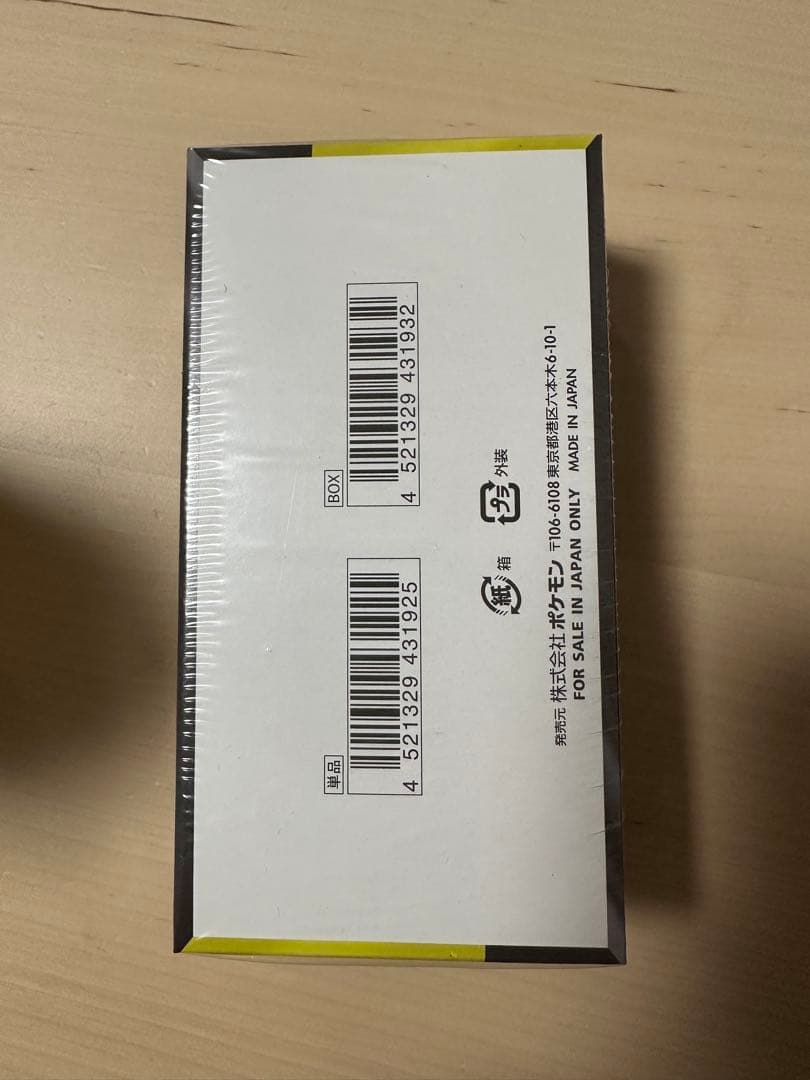 単品
4 521329 431925
BOX
4 521329 431932
紙 箱
プラ 外装
発売元 株式会社ポケモン 〒106-6108 東京都港区六本木6-10-1
FOR SALE IN JAPAN ONLY MADE IN JAPAN